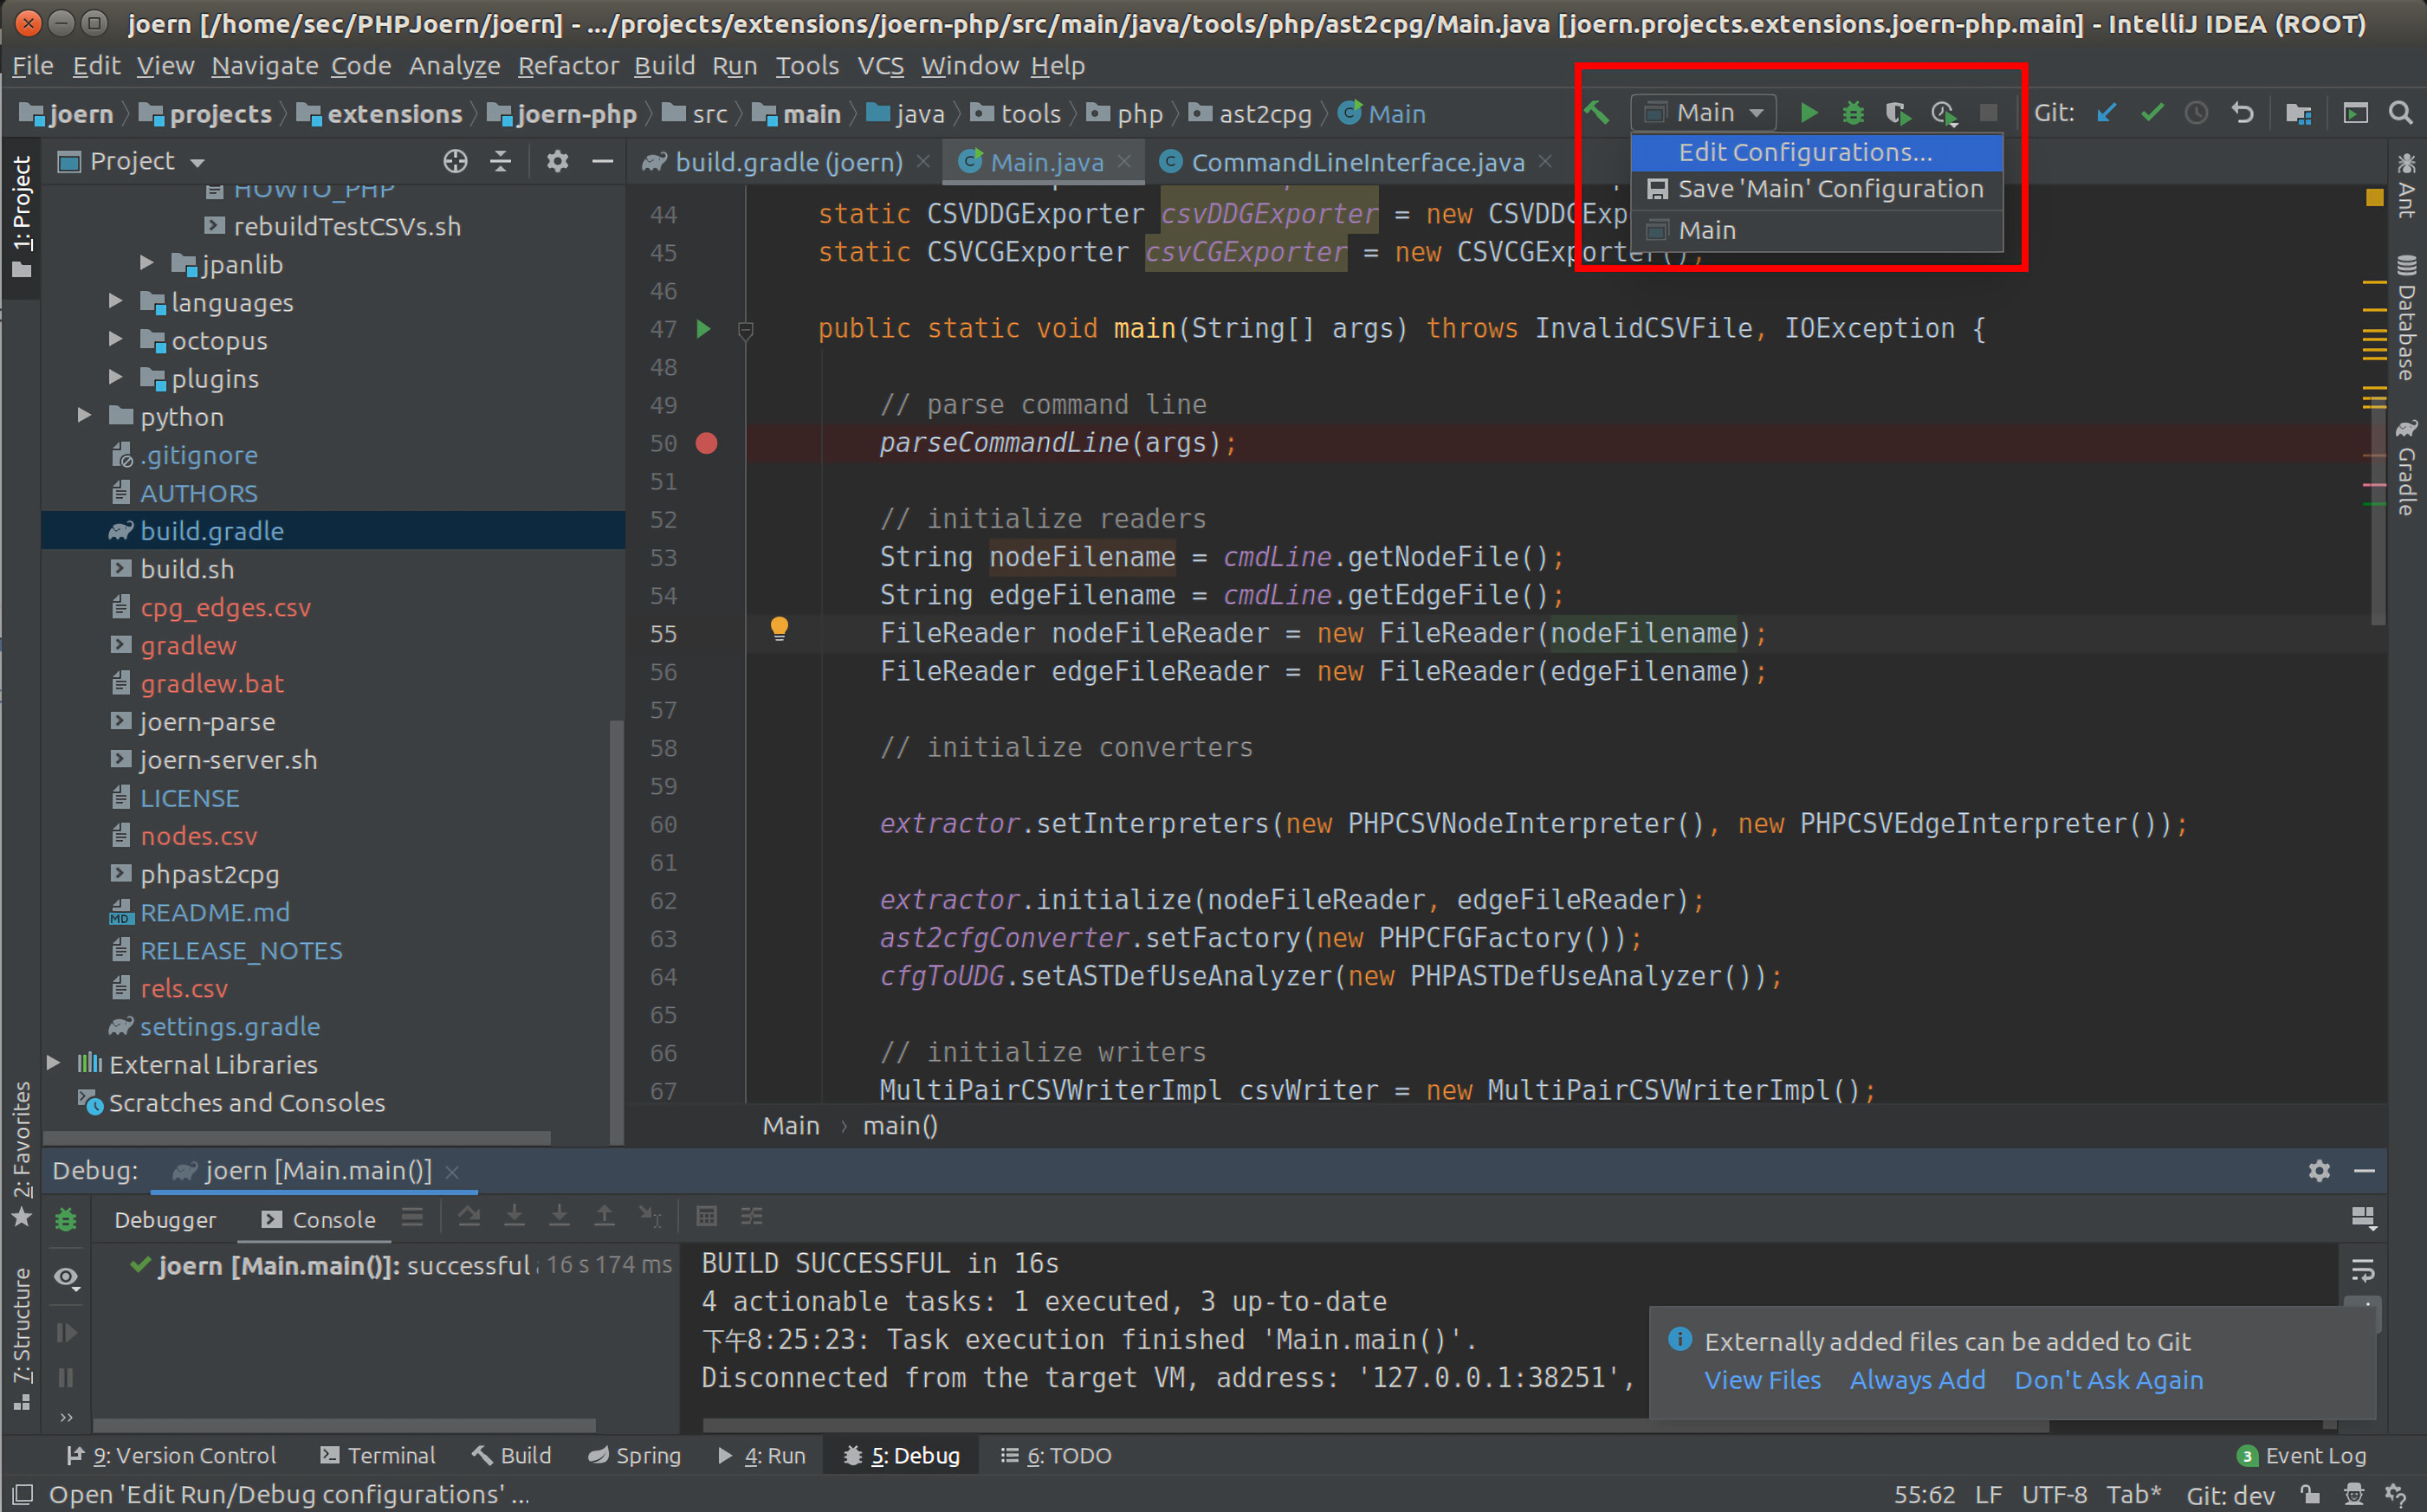 joern [/home/sec/PHPJoern/joern] - .../projects/extensions/joern-php/src/main/java/tools/php/ast2cpg/Main.java [joern.projects.extensions.joern-php.main] - IntelliJ IDEA (ROOT)
File Edit View Navigate Code Analyze Refactor Build Run Tools VCS Window Help
joern projects extensions joern-php src main java tools php ast2cpg Main
Main
Git:
Edit Configurations...
Save 'Main' Configuration
Main
1: Project
Project
build.gradle (joern)
Main.java
CommandLineInterface.java
HOWTO_PHP
rebuildTestCSVs.sh
jpanlib
languages
octopus
plugins
python
.gitignore
AUTHORS
build.gradle
build.sh
cpg_edges.csv
gradlew
gradlew.bat
joern-parse
joern-server.sh
LICENSE
nodes.csv
phpast2cpg
README.md
RELEASE_NOTES
rels.csv
settings.gradle
External Libraries
Scratches and Consoles
44 static CSVDDGExporter csvDDGExporter = new CSVDDGExp
45 static CSVCGExporter csvCGExporter = new CSVCGExporter();
46
47 public static void main(String[] args) throws InvalidCSVFile, IOException {
48
49 // parse command line
50 parseCommandLine(args);
51
52 // initialize readers
53 String nodeFilename = cmdLine.getNodeFile();
54 String edgeFilename = cmdLine.getEdgeFile();
55 FileReader nodeFileReader = new FileReader(nodeFilename);
56 FileReader edgeFileReader = new FileReader(edgeFilename);
57
58 // initialize converters
59
60 extractor.setInterpreters(new PHPCSVNodeInterpreter(), new PHPCSVEdgeInterpreter());
61
62 extractor.initialize(nodeFileReader, edgeFileReader);
63 ast2cfgConverter.setFactory(new PHPCFGFactory());
64 cfgToUDG.setASTDefUseAnalyzer(new PHPASTDefUseAnalyzer());
65
66 // initialize writers
67 MultiPairCSVWriterImpl csvWriter = new MultiPairCSVWriterImpl();
Main › main()
Ant
Database
Gradle
2: Favorites
7: Structure
Debug: joern [Main.main()]
Debugger Console
joern [Main.main()]: successful 16 s 174 ms
BUILD SUCCESSFUL in 16s
4 actionable tasks: 1 executed, 3 up-to-date
下午8:25:23: Task execution finished 'Main.main()'.
Disconnected from the target VM, address: '127.0.0.1:38251',
Externally added files can be added to Git
View Files Always Add Don't Ask Again
9: Version Control Terminal Build Spring 4: Run 5: Debug 6: TODO
3 Event Log
Open 'Edit Run/Debug configurations' ...
55:62 LF UTF-8 Tab* Git: dev